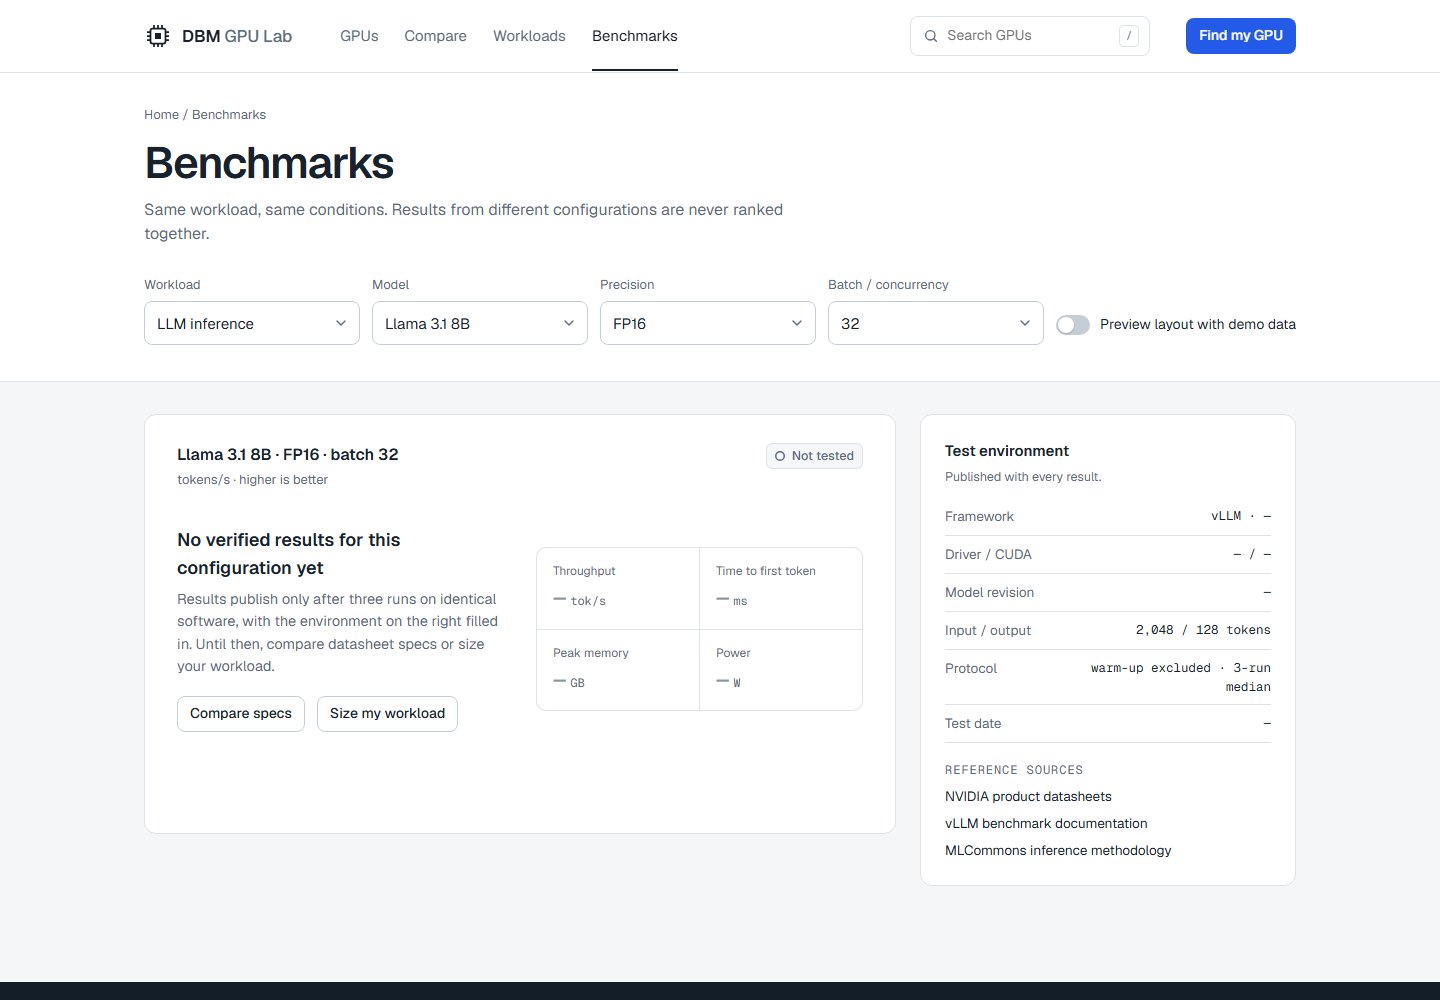 DBM GPU Lab
GPUs
Compare
Workloads
Benchmarks
Search GPUs
/
Find my GPU
Home / Benchmarks
Benchmarks
Same workload, same conditions. Results from different configurations are never ranked
together.
Workload
Model
Precision
Batch / concurrency
LLM inference
Llama 3.1 8B
FP16
32
Preview layout with demo data
Llama 3.1 8B · FP16 · batch 32
Not tested
tokens/s · higher is better
No verified results for this
configuration yet
Results publish only after three runs on identical
software, with the environment on the right filled
in. Until then, compare datasheet specs or size
your workload.
Compare specs
Size my workload
Throughput
— tok/s
Time to first token
— ms
Peak memory
— GB
Power
— W
Test environment
Published with every result.
Framework
vLLM · —
Driver / CUDA
— / —
Model revision
—
Input / output
2,048 / 128 tokens
Protocol
warm-up excluded · 3-run
median
Test date
—
REFERENCE SOURCES
NVIDIA product datasheets
vLLM benchmark documentation
MLCommons inference methodology